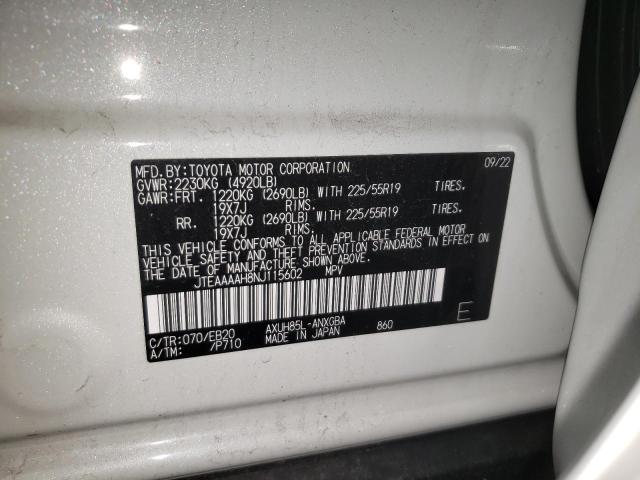 MFD. BY: TOYOTA MOTOR CORPORATION 09/22
GVWR: 2230KG (4920LB)
GAWR: FRT. 1220KG (2690LB) WITH 225/55R19 TIRES.
19X7J RIMS.
RR. 1220KG (2690LB) WITH 225/55R19 TIRES.
19X7J RIMS.
THIS VEHICLE CONFORMS TO ALL APPLICABLE FEDERAL MOTOR
VEHICLE SAFETY AND THEFT PREVENTION STANDARDS IN EFFECT
ON THE DATE OF MANUFACTURE SHOWN ABOVE.
JTEAAAAH8NJ115602 MPV
C/TR: 070/EB20 AXUH85L-ANXGBA 860 E
A/TM: /P710 MADE IN JAPAN